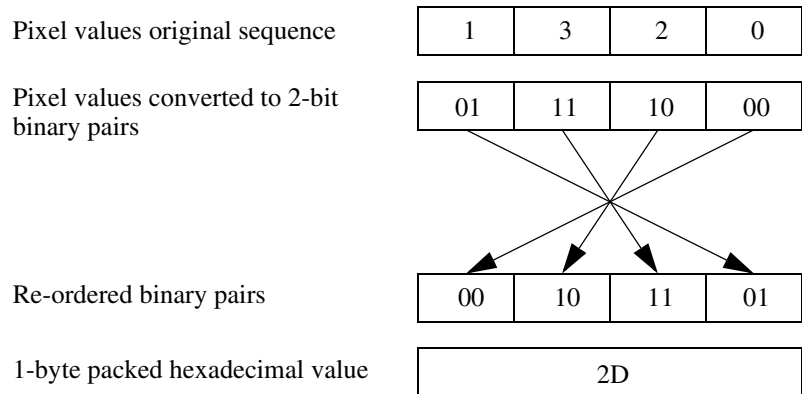 Pixel values original sequence
1 3 2 0
Pixel values converted to 2-bit
binary pairs
01 11 10 00
Re-ordered binary pairs
00 10 11 01
1-byte packed hexadecimal value
2D